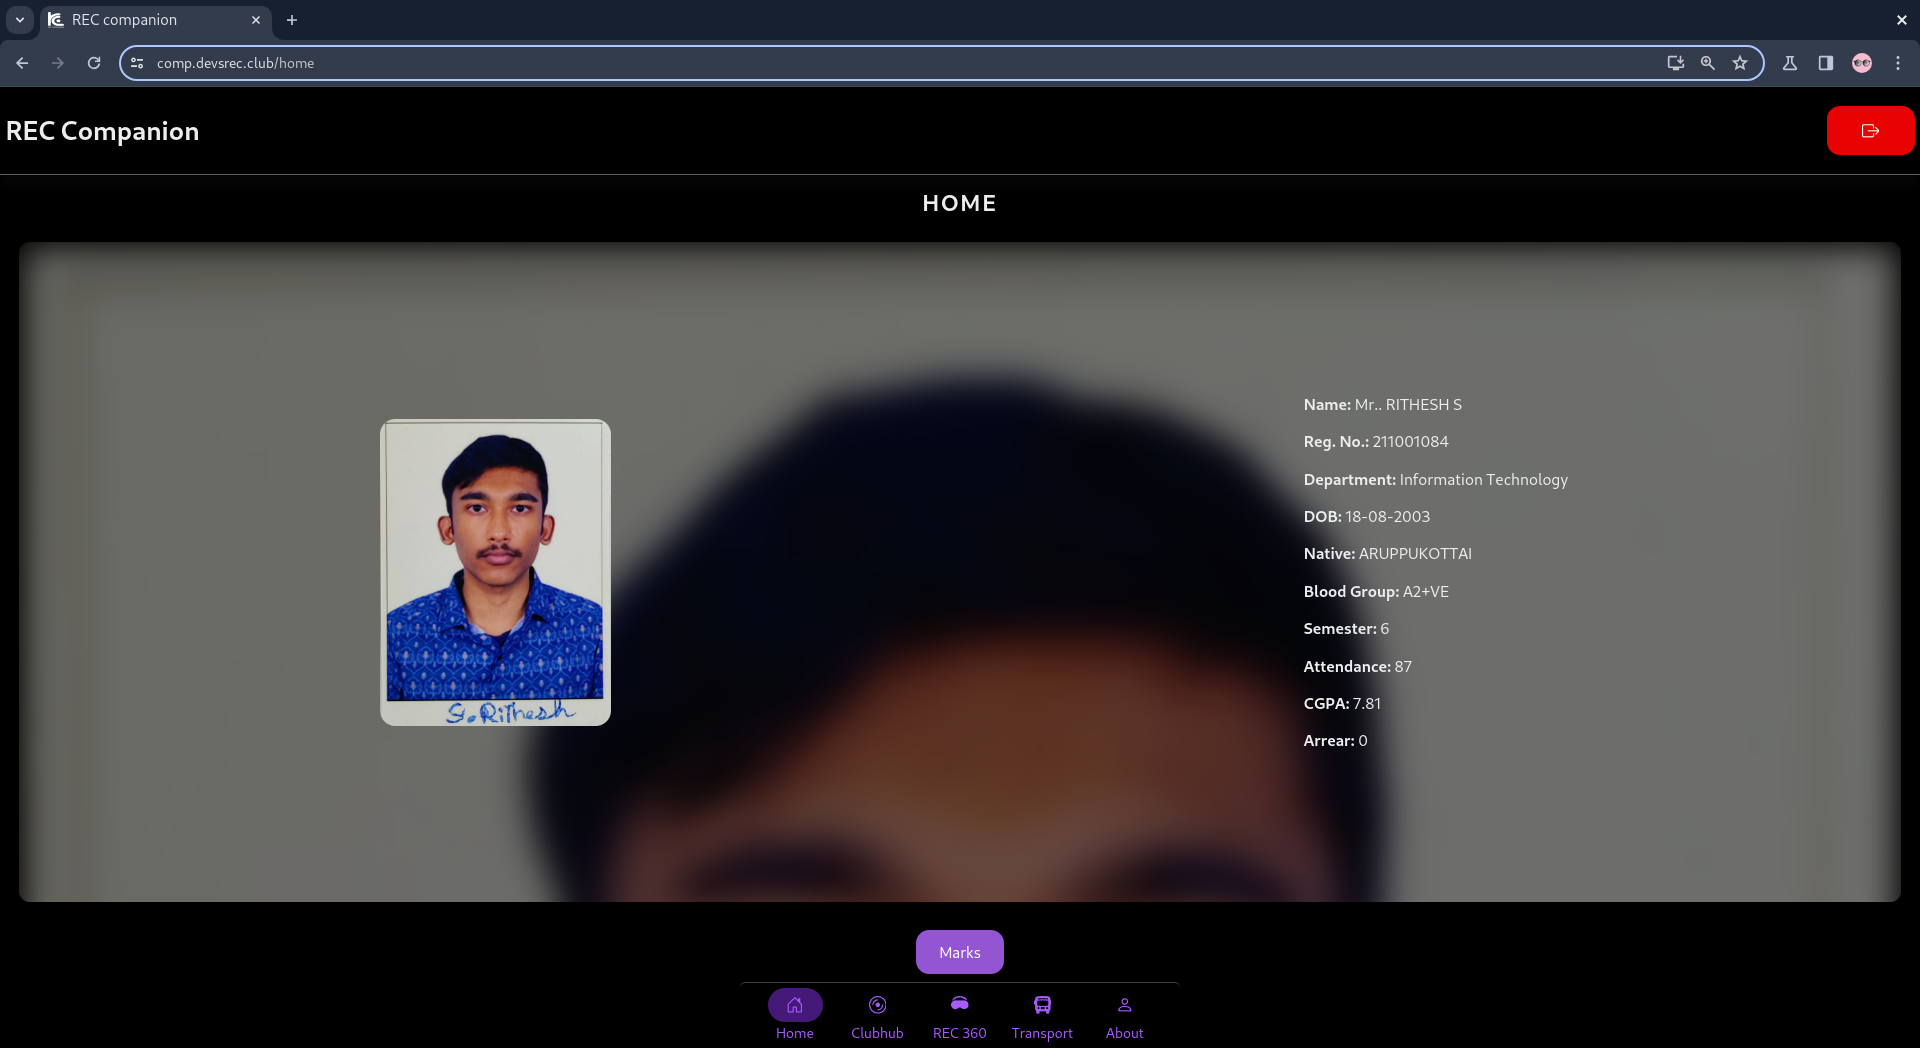 REC companion
comp.devsrec.club/home
REC Companion
HOME
S. Rithesh
Name: Mr.. RITHESH S
Reg. No.: 211001084
Department: Information Technology
DOB: 18-08-2003
Native: ARUPPUKOTTAI
Blood Group: A2+VE
Semester: 6
Attendance: 87
CGPA: 7.81
Arrear: 0
Marks
Home Clubhub REC 360 Transport About